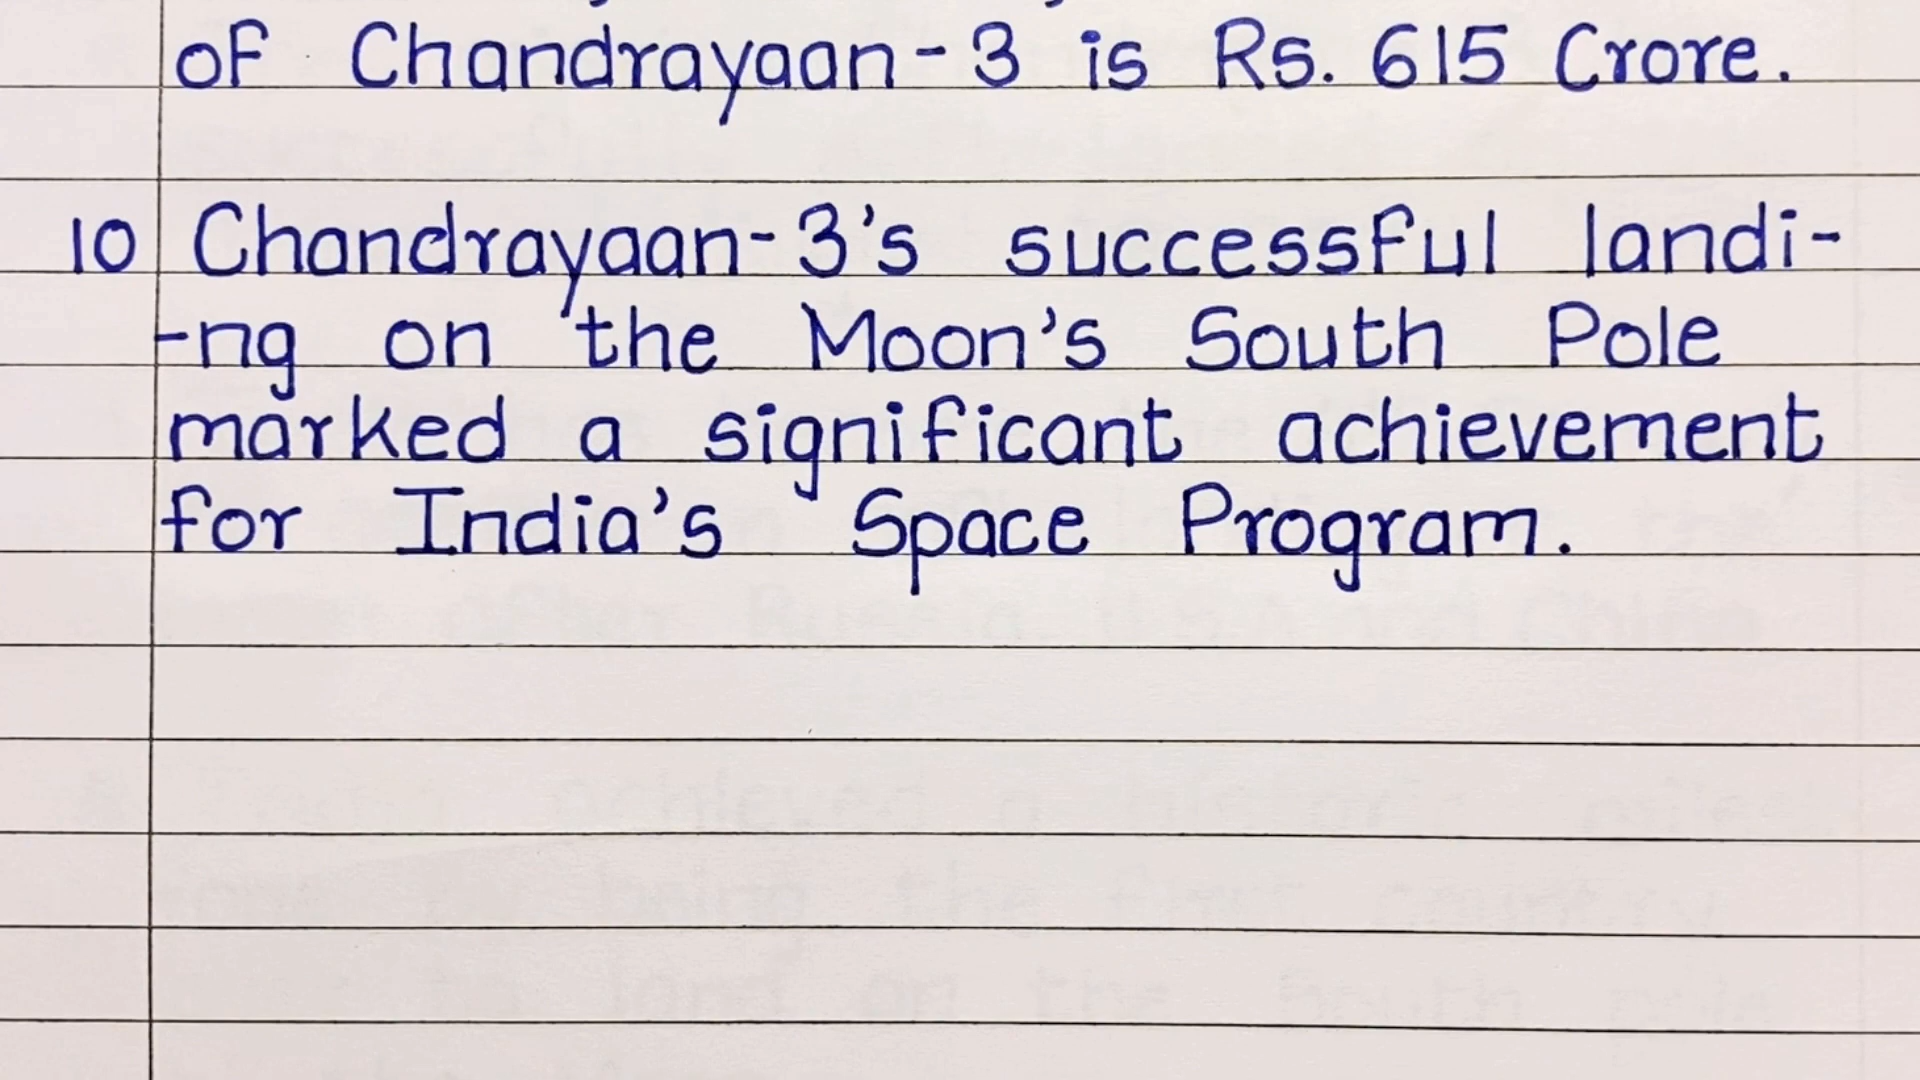 of Chandrayaan-3 is Rs. 615 Crore.
10 Chandrayaan-3's successful landi-
-ng on the Moon's South Pole
marked a significant achievement
for India's Space Program.